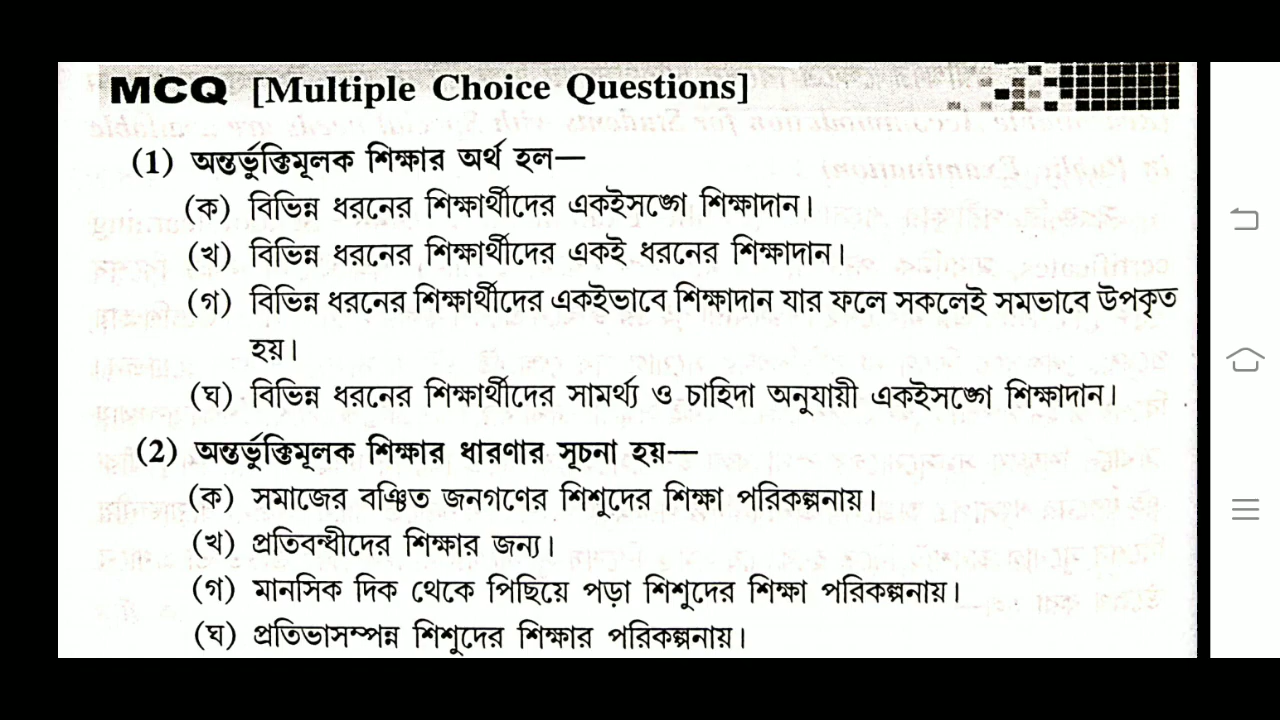 MCQ [Multiple Choice Questions]
(1) অন্তর্ভুক্তিমূলক শিক্ষার অর্থ হল—
(ক) বিভিন্ন ধরনের শিক্ষার্থীদের একইসঙ্গে শিক্ষাদান।
(খ) বিভিন্ন ধরনের শিক্ষার্থীদের একই ধরনের শিক্ষাদান।
(গ) বিভিন্ন ধরনের শিক্ষার্থীদের একইভাবে শিক্ষাদান যার ফলে সকলেই সমভাবে উপকৃত
হয়।
(ঘ) বিভিন্ন ধরনের শিক্ষার্থীদের সামর্থ্য ও চাহিদা অনুযায়ী একইসঙ্গে শিক্ষাদান।
(2) অন্তর্ভুক্তিমূলক শিক্ষার ধারণার সূচনা হয়—
(ক) সমাজের বঞ্চিত জনগণের শিশুদের শিক্ষা পরিকল্পনায়।
(খ) প্রতিবন্ধীদের শিক্ষার জন্য।
(গ) মানসিক দিক থেকে পিছিয়ে পড়া শিশুদের শিক্ষা পরিকল্পনায়।
(ঘ) প্রতিভাসম্পন্ন শিশুদের শিক্ষার পরিকল্পনায়।